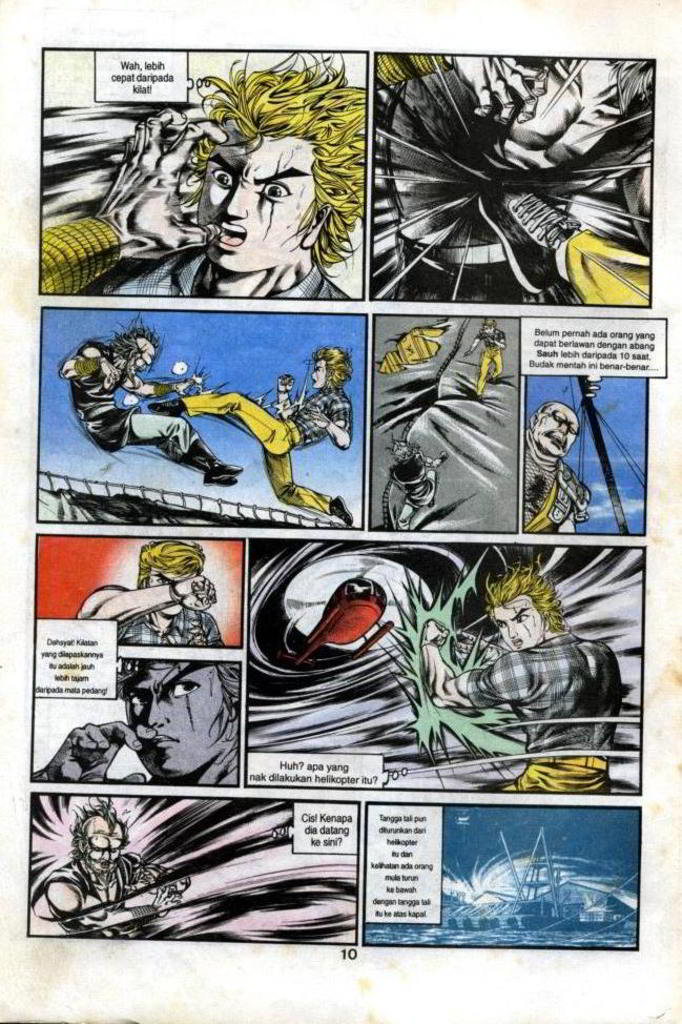 Wah, lebih
cepat daripada
kilat!
Belum pernah ada orang yang
dapat berlawan dengan abang
Sauh lebih daripada 10 saat.
Budak mentah ini benar-benar....
Dahsyat! Kilatan
yang dilepaskannya
itu adalah jauh
lebih tajam
daripada mata pedang!
Huh? apa yang
nak dilakukan helikopter itu?
Cis! Kenapa
dia datang
ke sini?
Tangga tali pun
diturunkan dari
helikopter
itu dan
kelihatan ada orang
mula turun
ke bawah
dengan tangga tali
itu ke atas kapal.
10